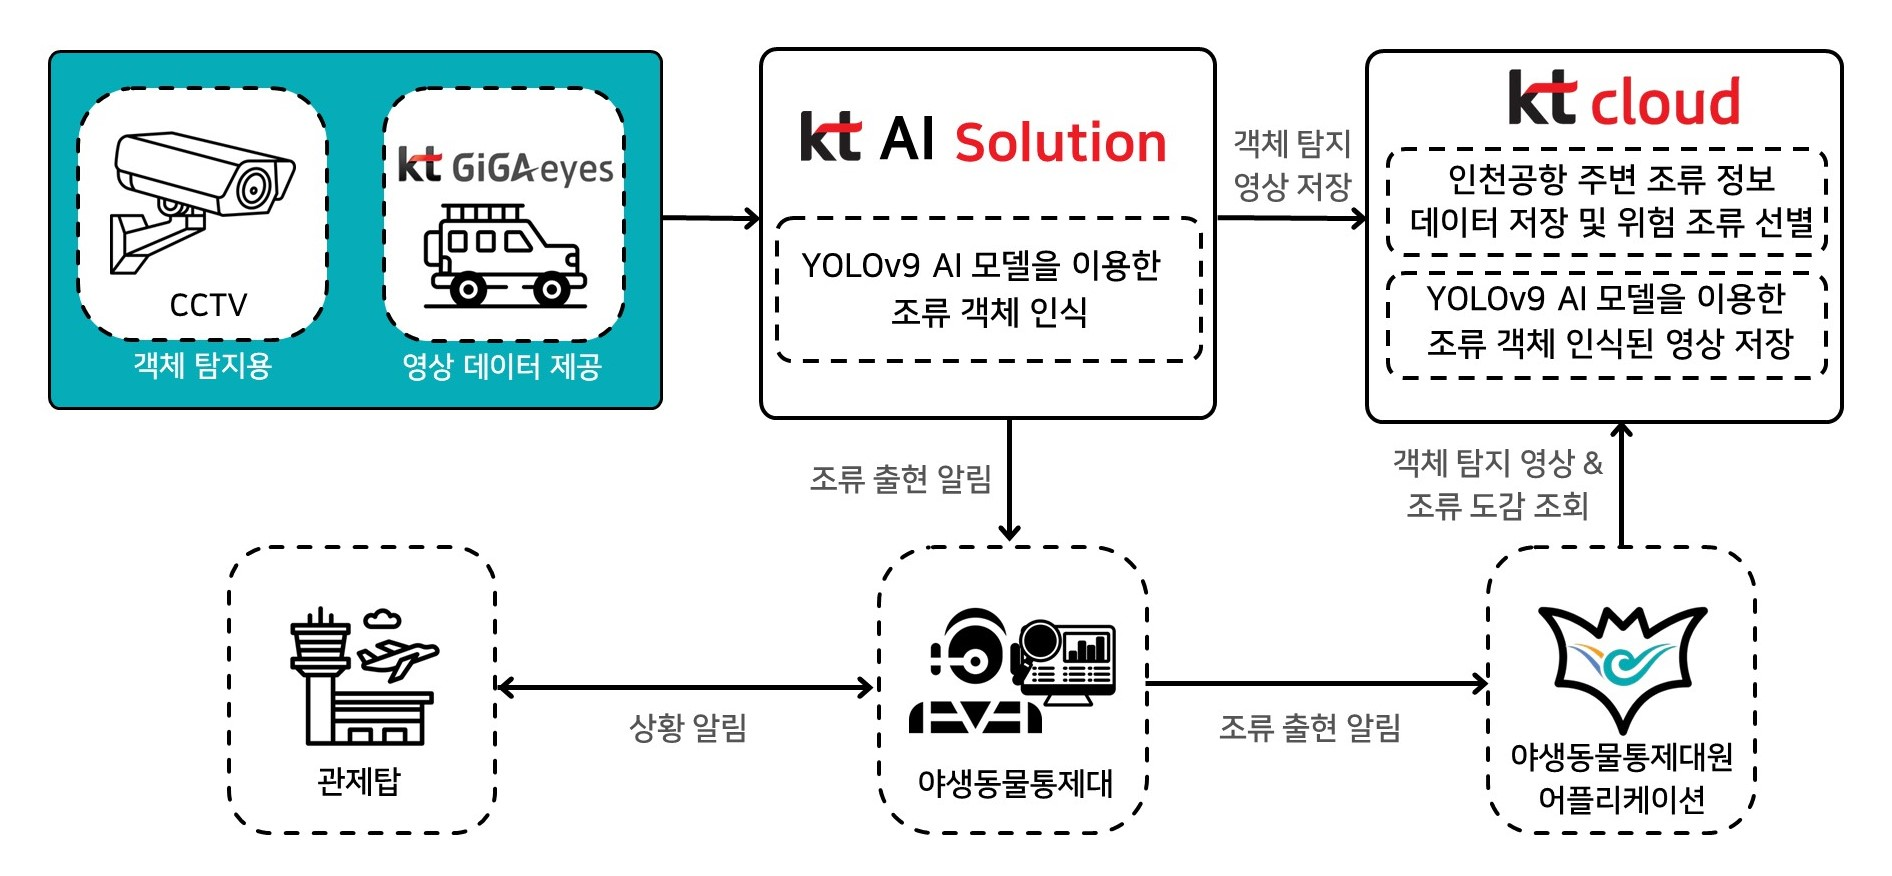 CCTV
객체 탐지용
kt GiGA eyes
영상 데이터 제공
kt AI Solution
YOLOv9 AI 모델을 이용한
조류 객체 인식
객체 탐지
영상 저장
kt cloud
인천공항 주변 조류 정보
데이터 저장 및 위험 조류 선별
YOLOv9 AI 모델을 이용한
조류 객체 인식된 영상 저장
조류 출현 알림
객체 탐지 영상 &
조류 도감 조회
관제탑
상황 알림
야생동물통제대
조류 출현 알림
야생동물통제대원
어플리케이션